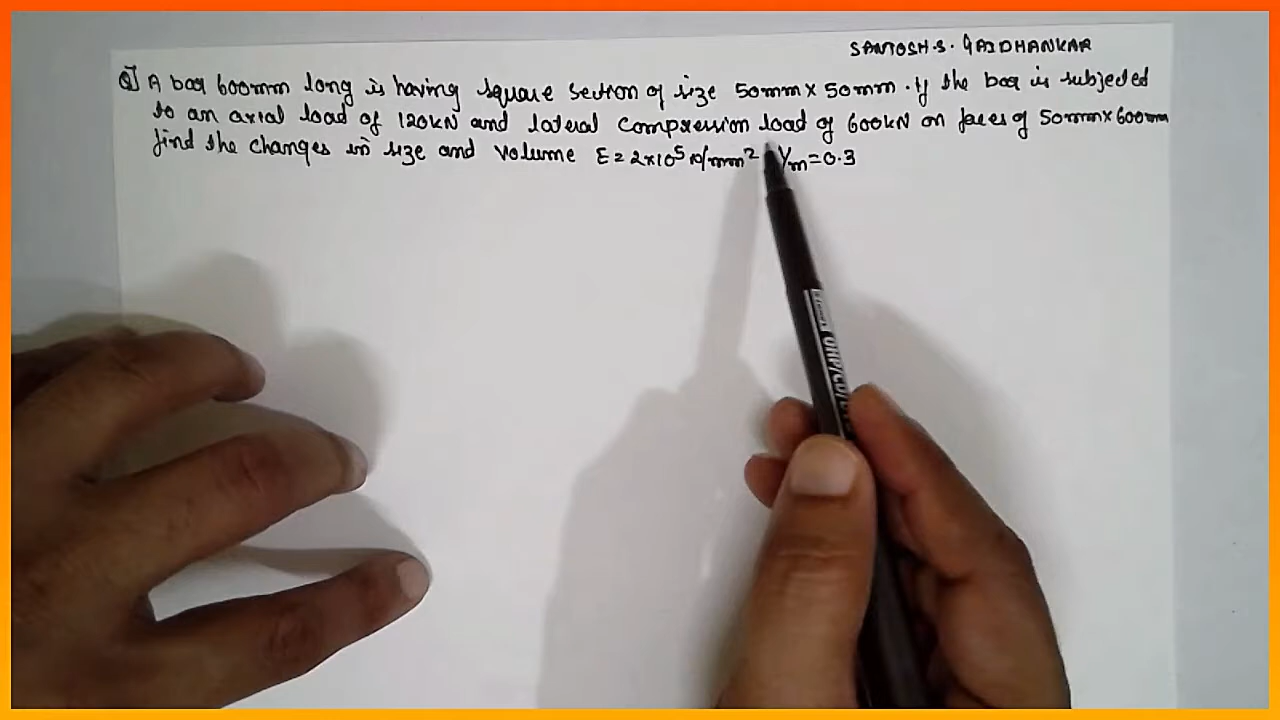 SANTOSH.S. GAIDHANKAR
Q] A bar 600mm long is having square section of size 50mm x 50mm. If the bar is subjected
to an axial load of 120kN and lateral compression load of 600kN on faces of 50mm x 600mm
find the changes in size and volume E = 2x10⁵ N/mm² 1/m = 0.3
UNI